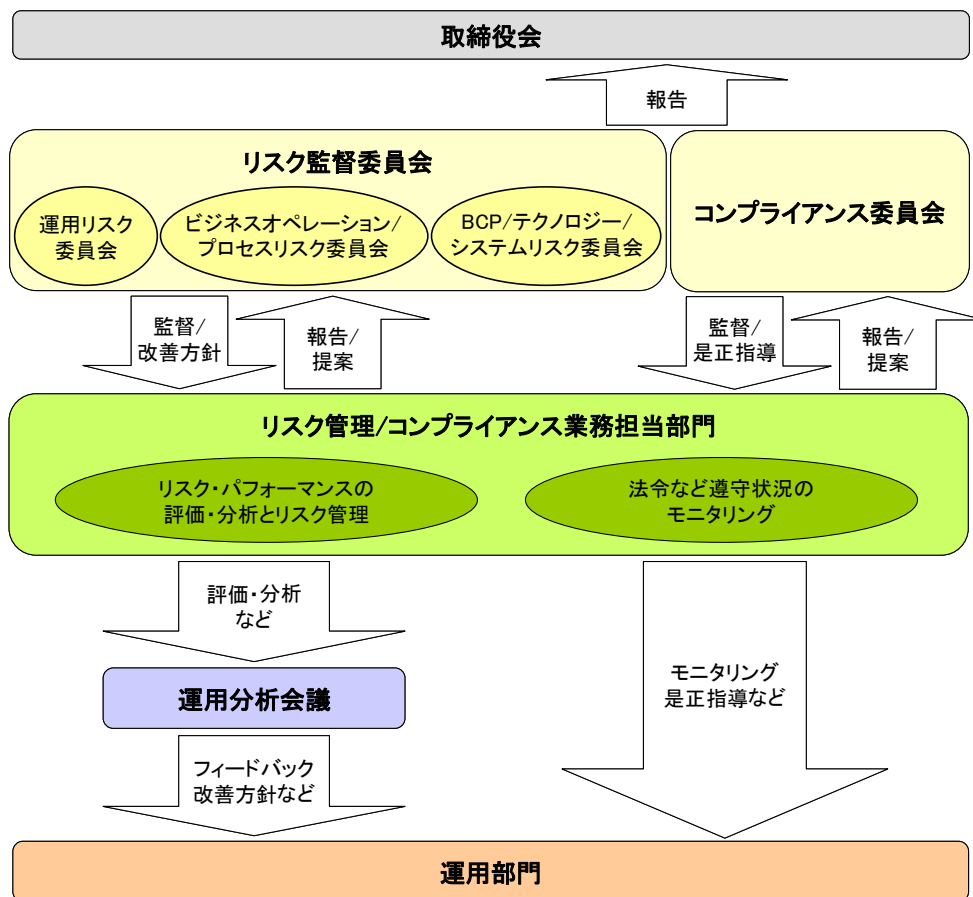 取締役会
報告
リスク監督委員会
運用リスク
委員会
ビジネスオペレーション/
プロセスリスク委員会
BCP/テクノロジー/
システムリスク委員会
コンプライアンス委員会
監督/
改善方針
報告/
提案
監督/
是正指導
報告/
提案
リスク管理/コンプライアンス業務担当部門
リスク・パフォーマンスの
評価・分析とリスク管理
法令など遵守状況の
モニタリング
評価・分析
など
運用分析会議
モニタリング
是正指導など
フィードバック
改善方針など
運用部門